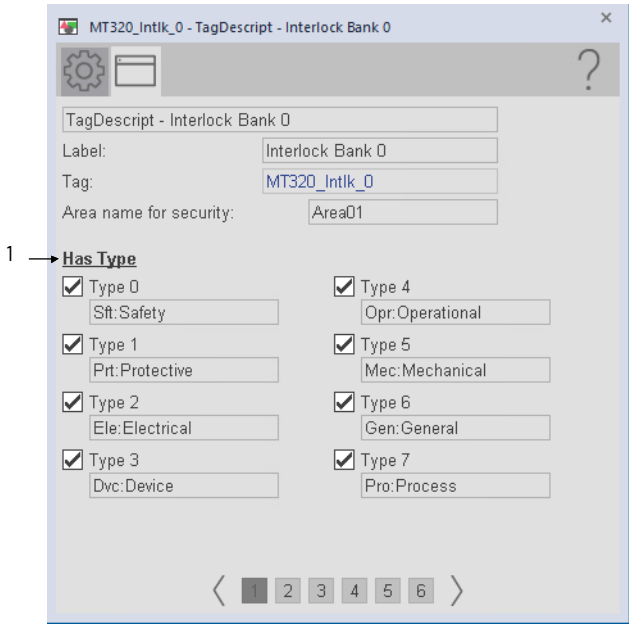 MT320_Intlk_0 - TagDescript - Interlock Bank 0
TagDescript - Interlock Bank 0
Label: Interlock Bank 0
Tag: MT320_Intlk_0
Area name for security: Area01
1
Has Type
Type 0 Type 4
Sft:Safety Opr:Operational
Type 1 Type 5
Prt:Protective Mec:Mechanical
Type 2 Type 6
Ele:Electrical Gen:General
Type 3 Type 7
Dvc:Device Pro:Process
1 2 3 4 5 6